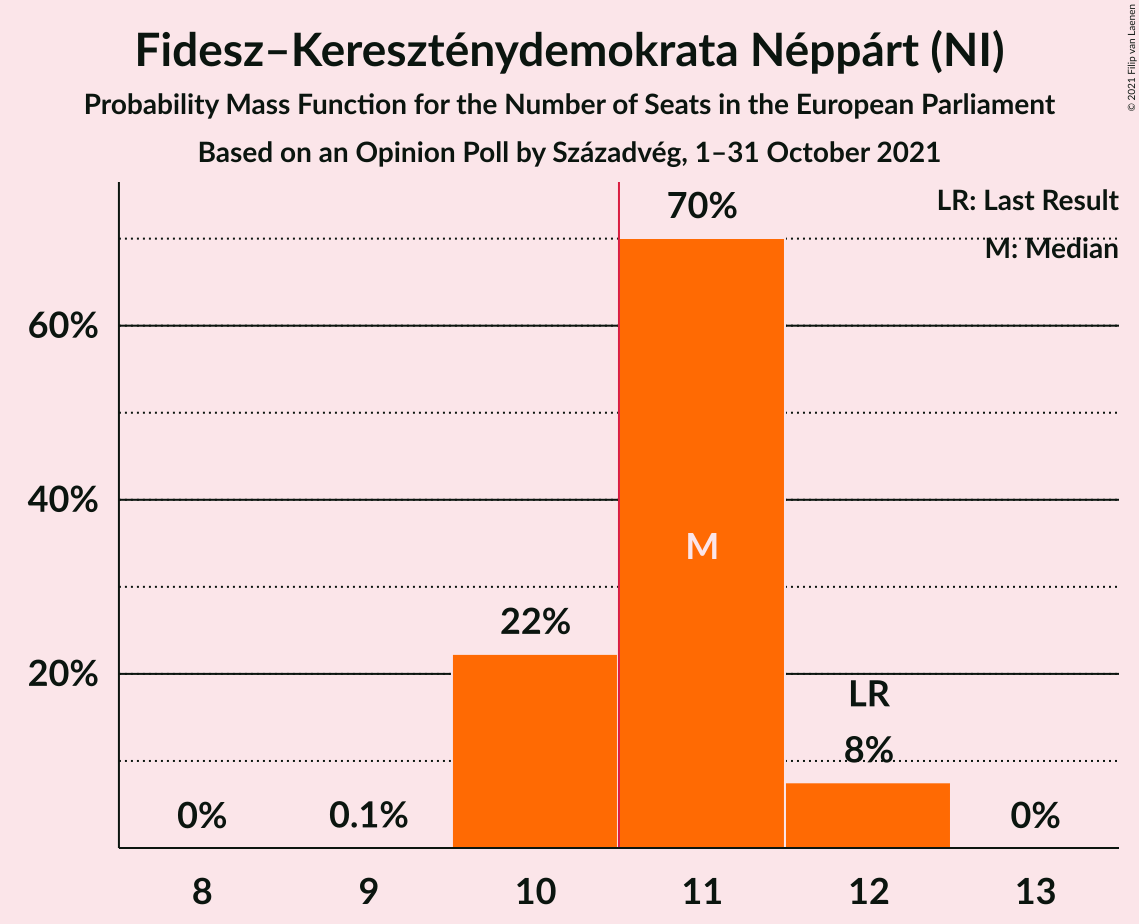 Fidesz–Kereszténydemokrata Néppárt (NI)
Probability Mass Function for the Number of Seats in the European Parliament
Based on an Opinion Poll by Századvég, 1–31 October 2021
© 2021 Filip van Laenen
LR: Last Result
M: Median
70%
60%
40%
M
22%
20%
LR
8%
0%
0.1%
0%
8
9
10
11
12
13